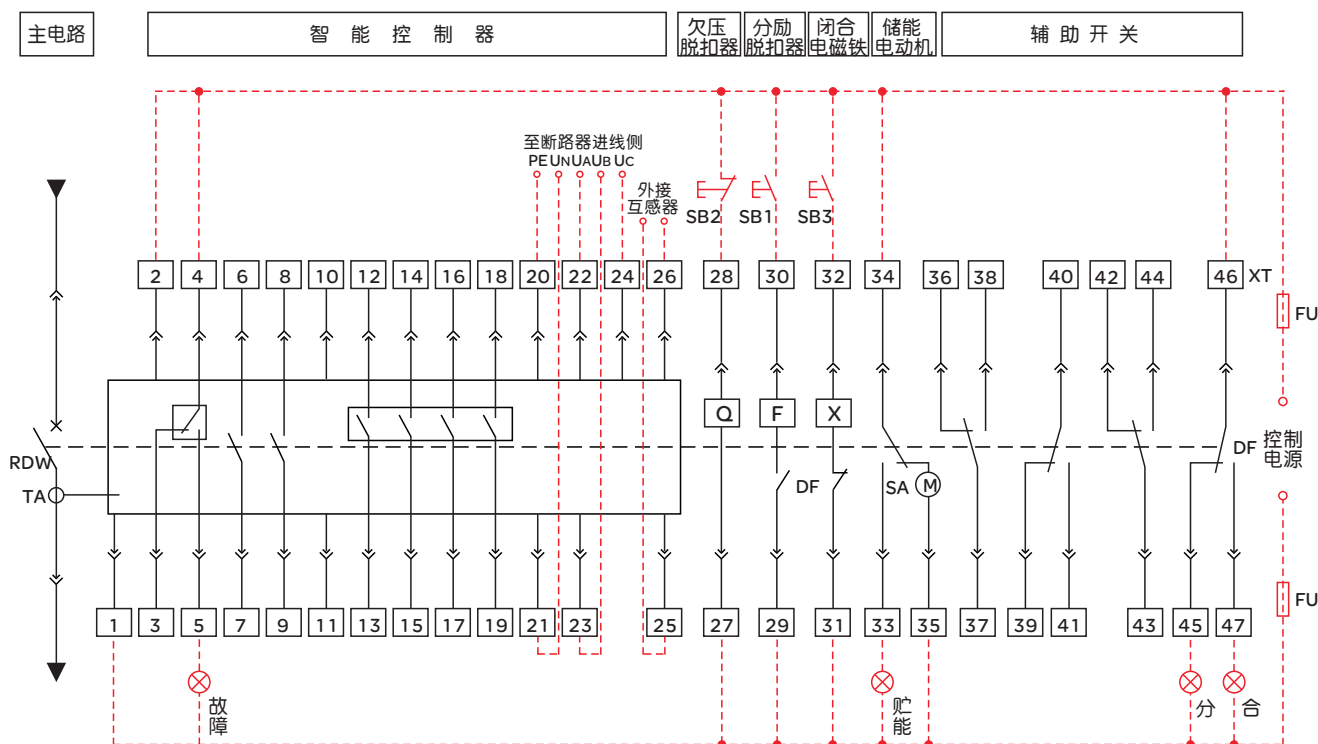 主电路
智能控制器
欠压
脱扣器
分励
脱扣器
闭合
电磁铁
储能
电动机
辅助开关
至断路器进线侧
PE UN UA UB UC
外接
互感器
SB2 SB1 SB3
2 4 6 8 10 12 14 16 18 20 22 24 26 28 30 32 34 36 38 40 42 44 46 XT
FU
Q F X
RDW
DF 控制
电源
TA
DF
SA M
1 3 5 7 9 11 13 15 17 19 21 23 25 27 29 31 33 35 37 39 41 43 45 47
FU
故障
贮能
分
合